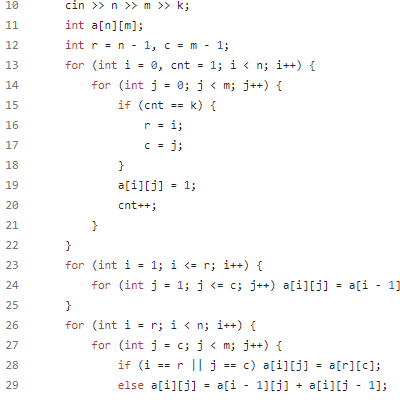 10 cin >> n >> m >> k;
11 int a[n][m];
12 int r = n - 1, c = m - 1;
13 for (int i = 0, cnt = 1; i < n; i++) {
14 for (int j = 0; j < m; j++) {
15 if (cnt == k) {
16 r = i;
17 c = j;
18 }
19 a[i][j] = 1;
20 cnt++;
21 }
22 }
23 for (int i = 1; i <= r; i++) {
24 for (int j = 1; j <= c; j++) a[i][j] = a[i - 1]
25 }
26 for (int i = r; i < n; i++) {
27 for (int j = c; j < m; j++) {
28 if (i == r || j == c) a[i][j] = a[r][c];
29 else a[i][j] = a[i - 1][j] + a[i][j - 1];